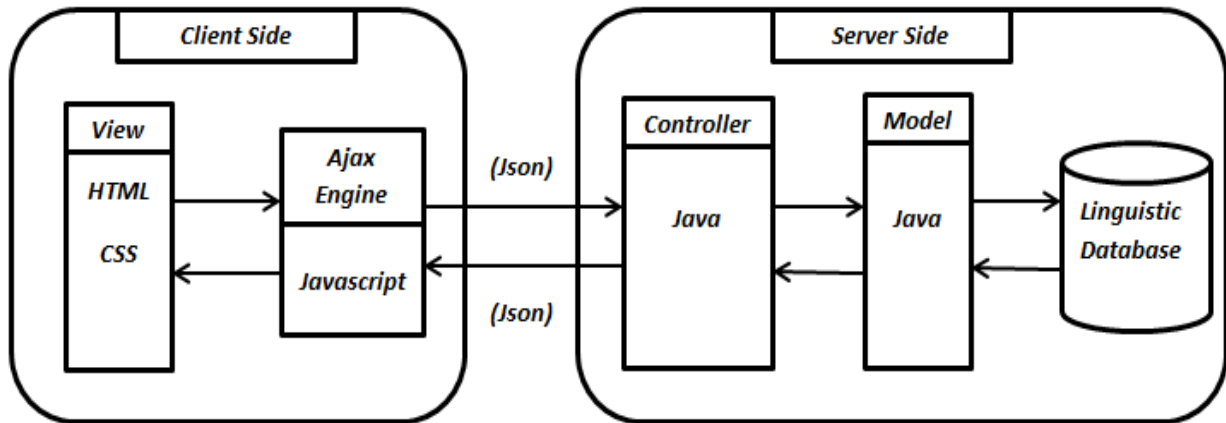 Client Side
View
HTML
CSS
Ajax
Engine
Javascript
(Json)
(Json)
Server Side
Controller
Java
Model
Java
Linguistic
Database